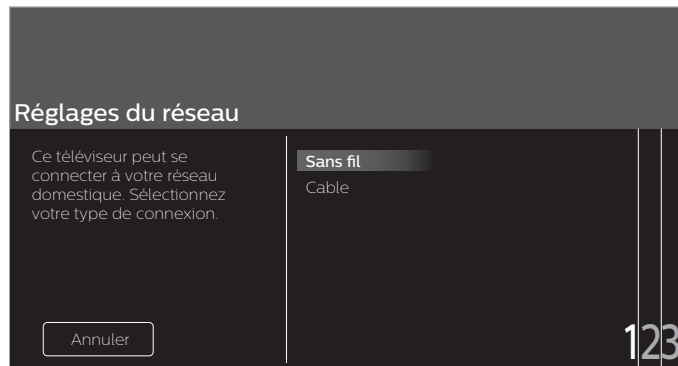 Réglages du réseau
Ce téléviseur peut se
connecter à votre réseau
domestique. Sélectionnez
votre type de connexion.
Sans fil
Cable
Annuler
123